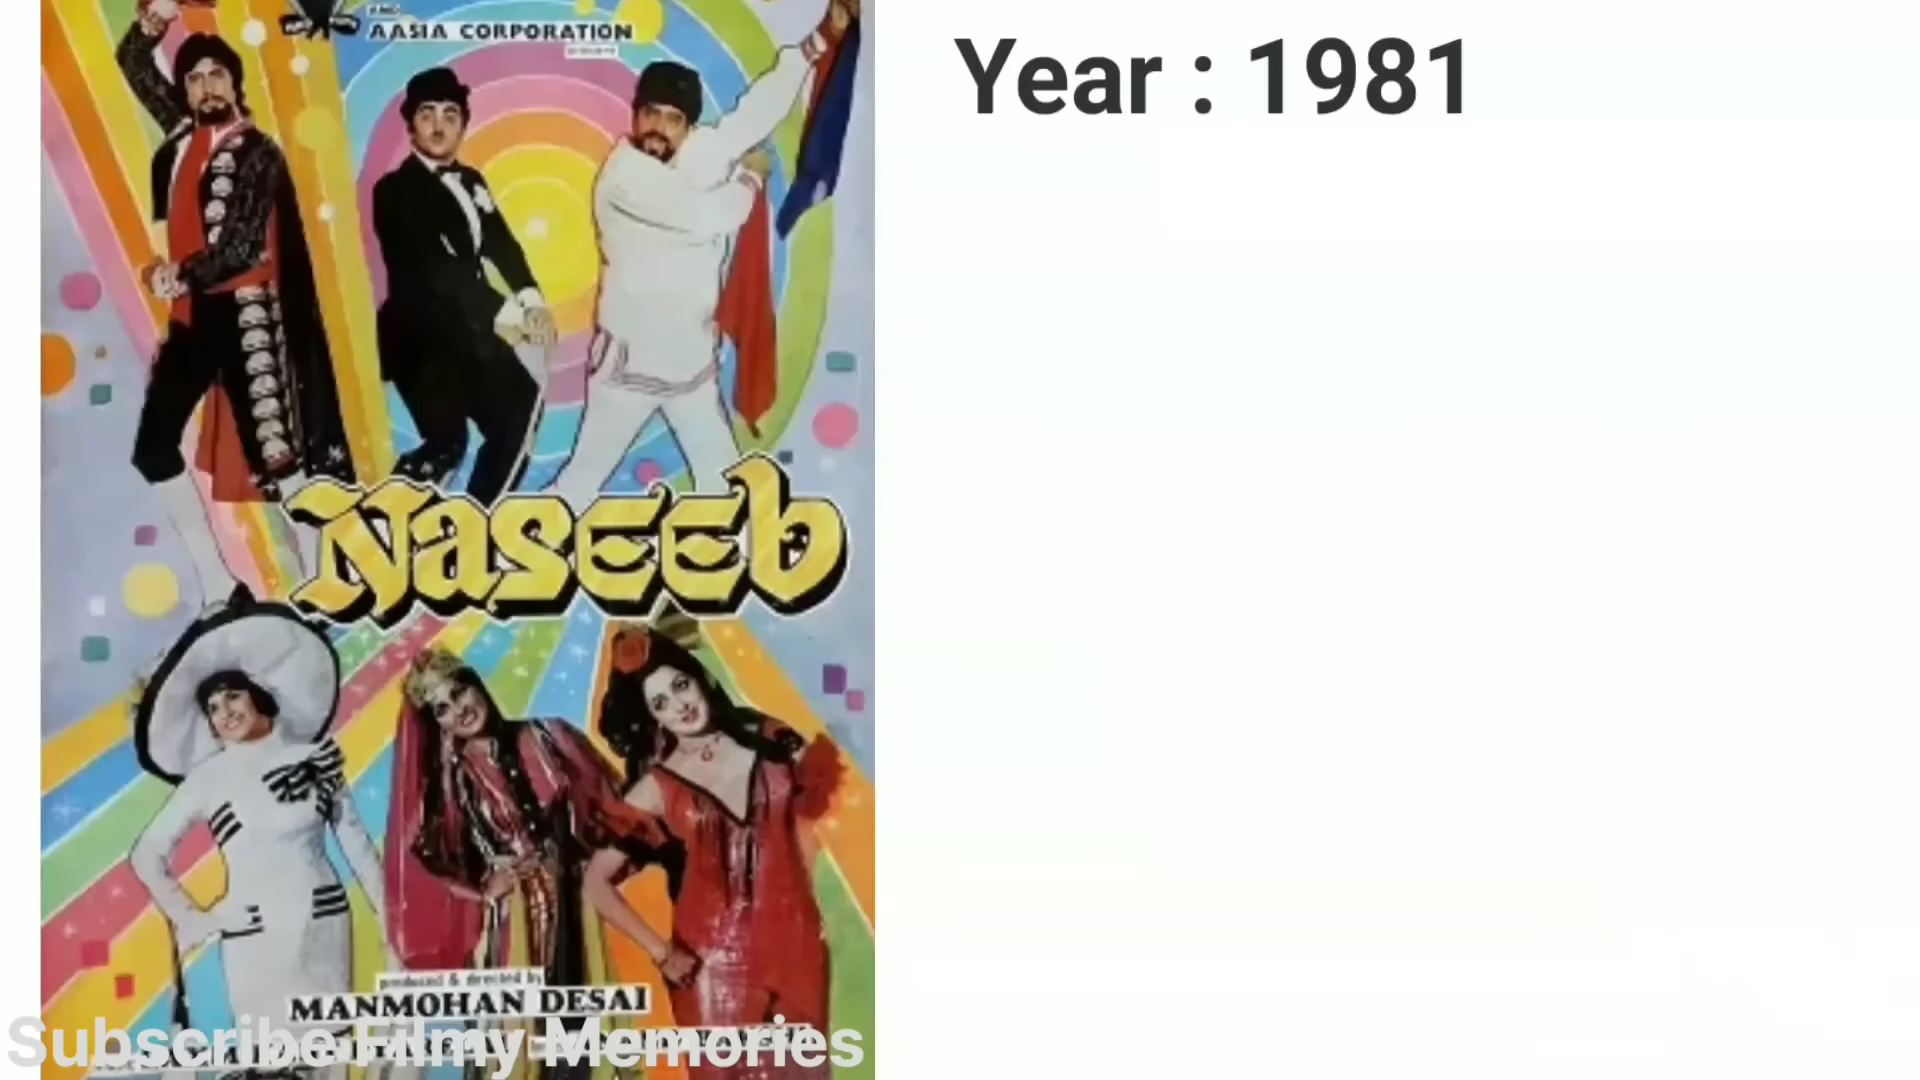 AASIA CORPORATION
Year : 1981
Naseeb
produced & directed by
MANMOHAN DESAI
Subscribe Filmy Memories